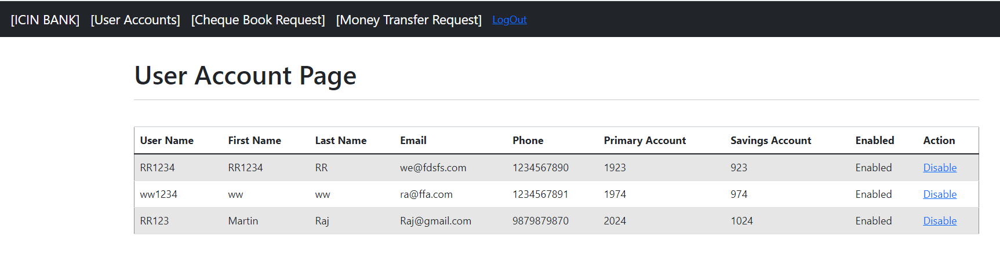 [ICIN BANK] [User Accounts] [Cheque Book Request] [Money Transfer Request] LogOut
User Account Page
User Name First Name Last Name Email Phone Primary Account Savings Account Enabled Action
RR1234 RR1234 RR we@fdsfs.com 1234567890 1923 923 Enabled Disable
ww1234 ww ww ra@ffa.com 1234567891 1974 974 Enabled Disable
RR123 Martin Raj Raj@gmail.com 9879879870 2024 1024 Enabled Disable